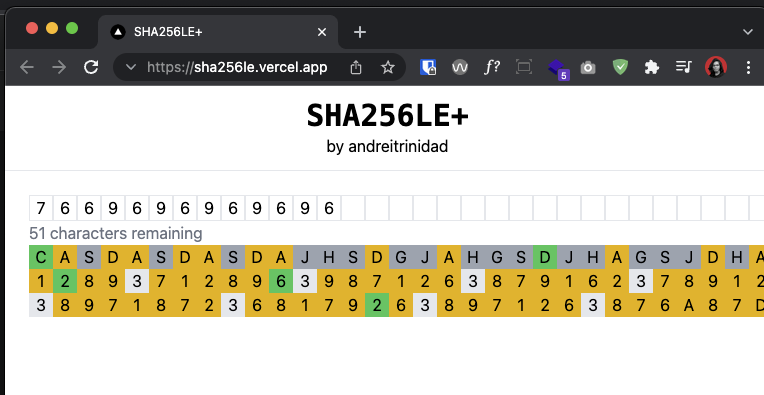 SHA256LE+
https://sha256le.vercel.app
f?
5
SHA256LE+
by andreitrinidad
7 6 6 9 6 9 6 9 6 9 6 9 6
51 characters remaining
C A S D A S D A S D A J H S D G J A H G S D J H A G S J D H A
1 2 8 9 3 7 1 2 8 9 6 3 9 8 7 1 2 6 3 8 7 9 1 6 2 3 7 8 9 1 2
3 8 9 7 1 8 7 2 3 6 8 1 7 9 2 6 3 8 9 7 1 2 6 3 8 7 6 A 8 7 D